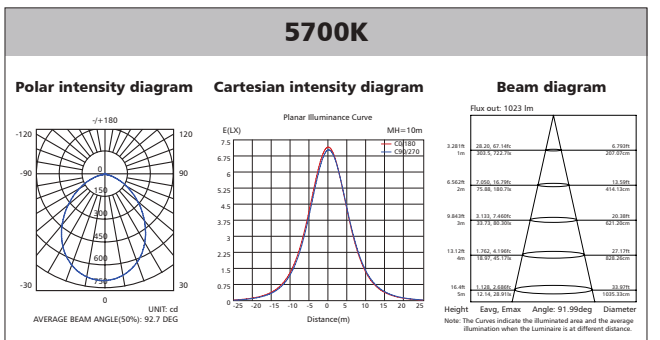 5700K
Polar intensity diagram
Cartesian intensity diagram
Beam diagram
-/+180
-120
120
-90
90
-30
30
0
0
150
300
450
600
750
UNIT: cd
AVERAGE BEAM ANGLE(50%): 92.7 DEG
Planar Illuminance Curve
E(LX)
MH=10m
C0/180
C90/270
7.5
6.75
6
5.25
4.5
3.75
3
2.25
1.5
0.75
0
-25 -20 -15 -10 -5 0 5 10 15 20 25
Distance(m)
Flux out: 1023 lm
3.281ft 28.20, 67.14fc 6.793ft
1m 303.5, 722.7lx 207.07cm
6.562ft 7.050, 16.79fc 13.59ft
2m 75.88, 180.7lx 414.13cm
9.843ft 3.133, 7.460fc 20.38ft
3m 33.73, 80.30lx 621.20cm
13.12ft 1.762, 4.196fc 27.17ft
4m 18.97, 45.17lx 828.26cm
16.4ft 1.128, 2.686fc 33.97ft
5m 12.14, 28.91lx 1035.33cm
Height Eavg, Emax Angle: 91.99deg Diameter
Note: The Curves indicate the illuminated area and the average
illumination when the Luminaire is at different distance.